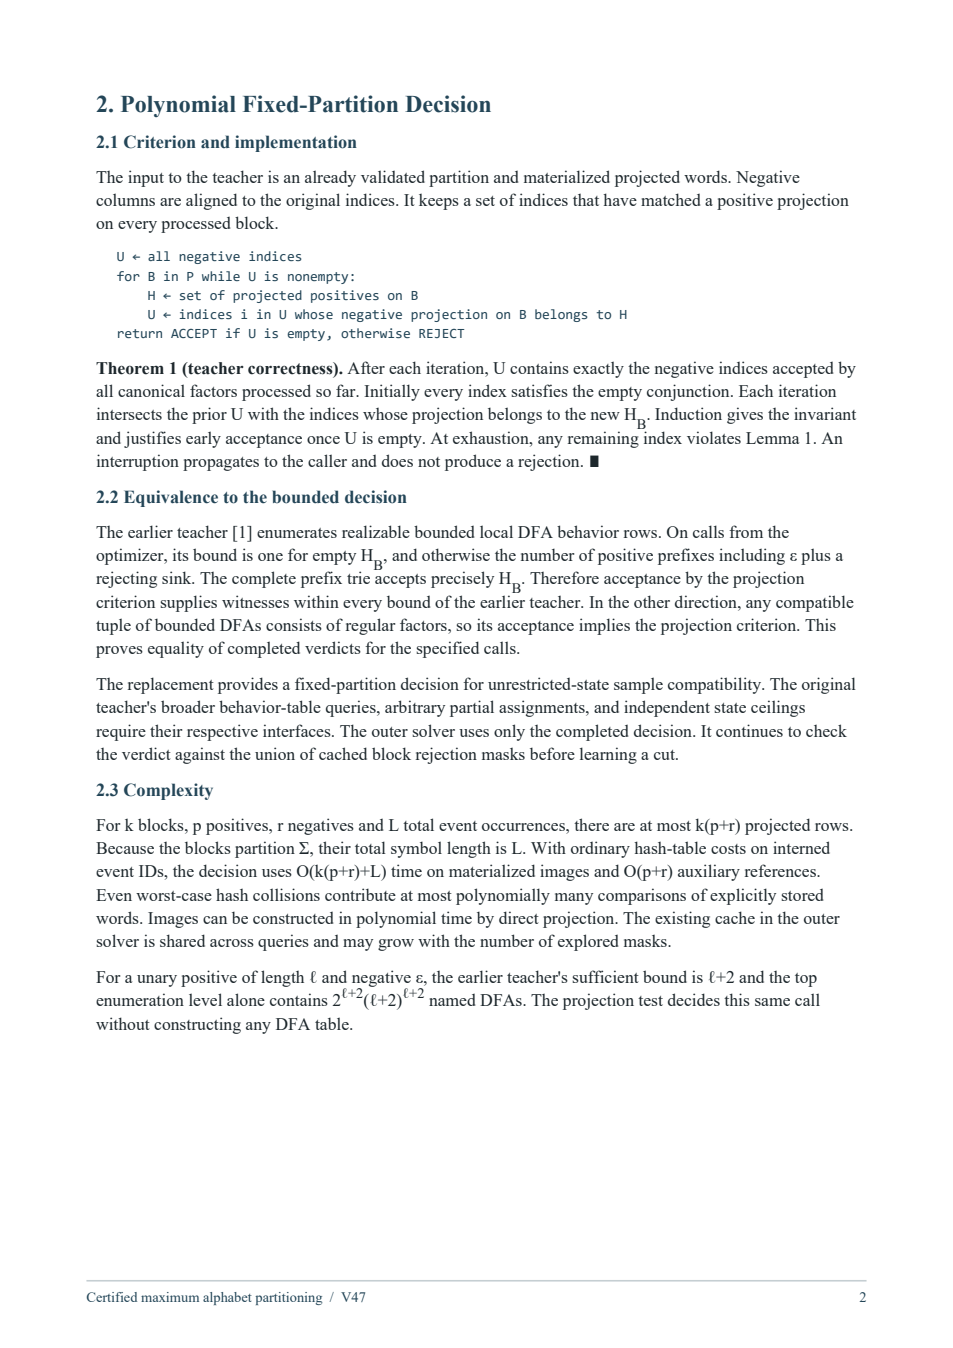 2. Polynomial Fixed-Partition Decision
2.1 Criterion and implementation
The input to the teacher is an already validated partition and materialized projected words. Negative
columns are aligned to the original indices. It keeps a set of indices that have matched a positive projection
on every processed block.
U ← all negative indices
for B in P while U is nonempty:
    H ← set of projected positives on B
    U ← indices i in U whose negative projection on B belongs to H
return ACCEPT if U is empty, otherwise REJECT
Theorem 1 (teacher correctness). After each iteration, U contains exactly the negative indices accepted by
all canonical factors processed so far. Initially every index satisfies the empty conjunction. Each iteration
intersects the prior U with the indices whose projection belongs to the new H_B. Induction gives the invariant
and justifies early acceptance once U is empty. At exhaustion, any remaining index violates Lemma 1. An
interruption propagates to the caller and does not produce a rejection. ∎
2.2 Equivalence to the bounded decision
The earlier teacher [1] enumerates realizable bounded local DFA behavior rows. On calls from the
optimizer, its bound is one for empty H_B, and otherwise the number of positive prefixes including ε plus a
rejecting sink. The complete prefix trie accepts precisely H_B. Therefore acceptance by the projection
criterion supplies witnesses within every bound of the earlier teacher. In the other direction, any compatible
tuple of bounded DFAs consists of regular factors, so its acceptance implies the projection criterion. This
proves equality of completed verdicts for the specified calls.
The replacement provides a fixed-partition decision for unrestricted-state sample compatibility. The original
teacher's broader behavior-table queries, arbitrary partial assignments, and independent state ceilings
require their respective interfaces. The outer solver uses only the completed decision. It continues to check
the verdict against the union of cached block rejection masks before learning a cut.
2.3 Complexity
For k blocks, p positives, r negatives and L total event occurrences, there are at most k(p+r) projected rows.
Because the blocks partition Σ, their total symbol length is L. With ordinary hash-table costs on interned
event IDs, the decision uses O(k(p+r)+L) time on materialized images and O(p+r) auxiliary references.
Even worst-case hash collisions contribute at most polynomially many comparisons of explicitly stored
words. Images can be constructed in polynomial time by direct projection. The existing cache in the outer
solver is shared across queries and may grow with the number of explored masks.
For a unary positive of length ℓ and negative ε, the earlier teacher's sufficient bound is ℓ+2 and the top
enumeration level alone contains 2^{ℓ+2}(ℓ+2)^{ℓ+2} named DFAs. The projection test decides this same call
without constructing any DFA table.
Certified maximum alphabet partitioning / V47
2